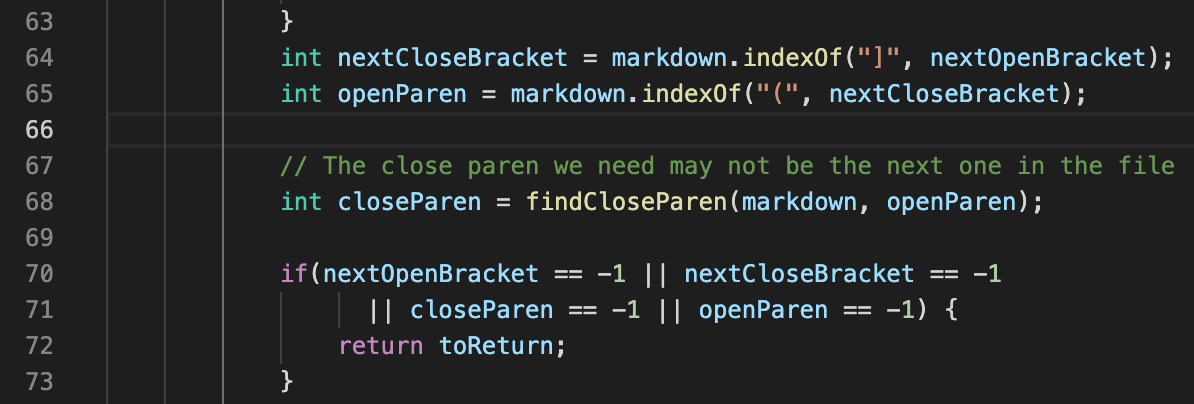 63 }
64 int nextCloseBracket = markdown.indexOf("]", nextOpenBracket);
65 int openParen = markdown.indexOf("(", nextCloseBracket);
66
67 // The close paren we need may not be the next one in the file
68 int closeParen = findCloseParen(markdown, openParen);
69
70 if(nextOpenBracket == -1 || nextCloseBracket == -1
71 || closeParen == -1 || openParen == -1) {
72 return toReturn;
73 }